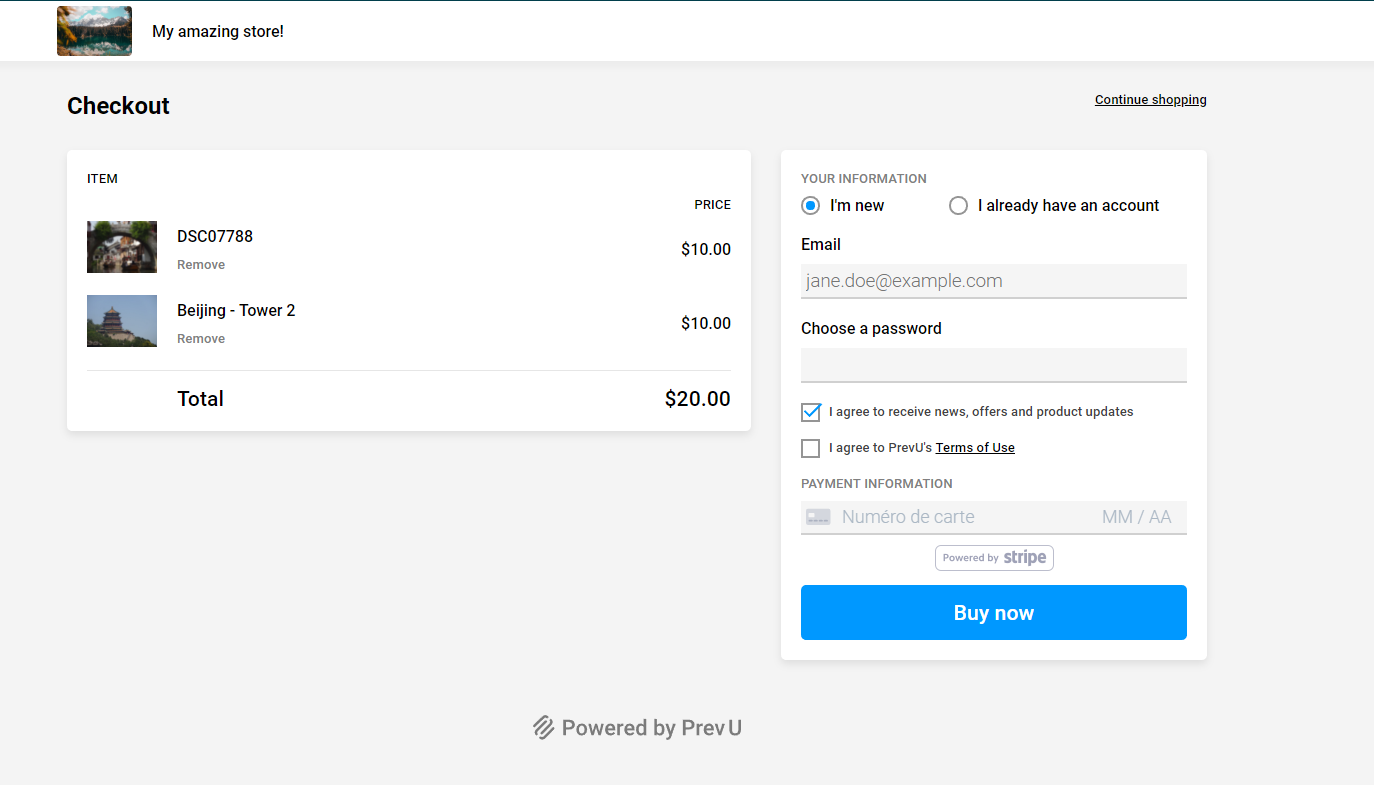 My amazing store!
Checkout
Continue shopping
ITEM
PRICE
DSC07788
Remove
$10.00
Beijing - Tower 2
Remove
$10.00
Total
$20.00
YOUR INFORMATION
I'm new
I already have an account
Email
jane.doe@example.com
Choose a password
I agree to receive news, offers and product updates
I agree to PrevU's Terms of Use
PAYMENT INFORMATION
Numéro de carte
MM / AA
Powered by stripe
Buy now
Powered by PrevU